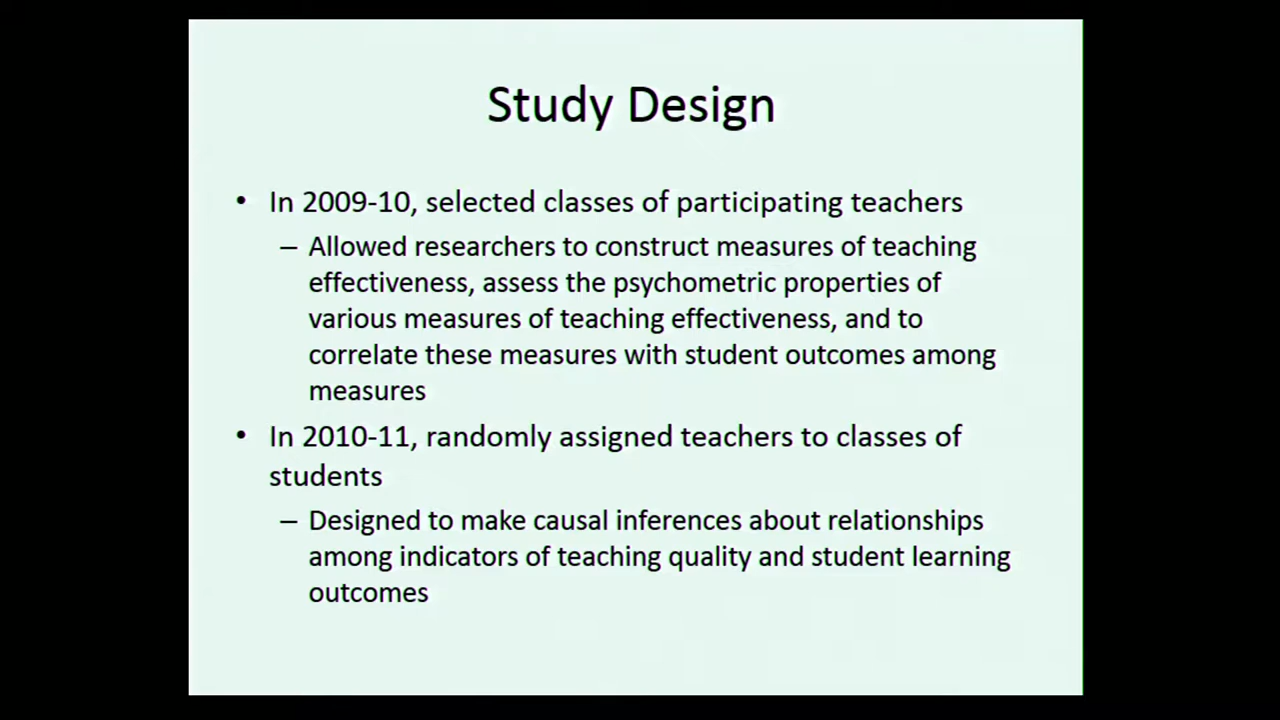 Study Design
• In 2009-10, selected classes of participating teachers
– Allowed researchers to construct measures of teaching
effectiveness, assess the psychometric properties of
various measures of teaching effectiveness, and to
correlate these measures with student outcomes among
measures
• In 2010-11, randomly assigned teachers to classes of
students
– Designed to make causal inferences about relationships
among indicators of teaching quality and student learning
outcomes